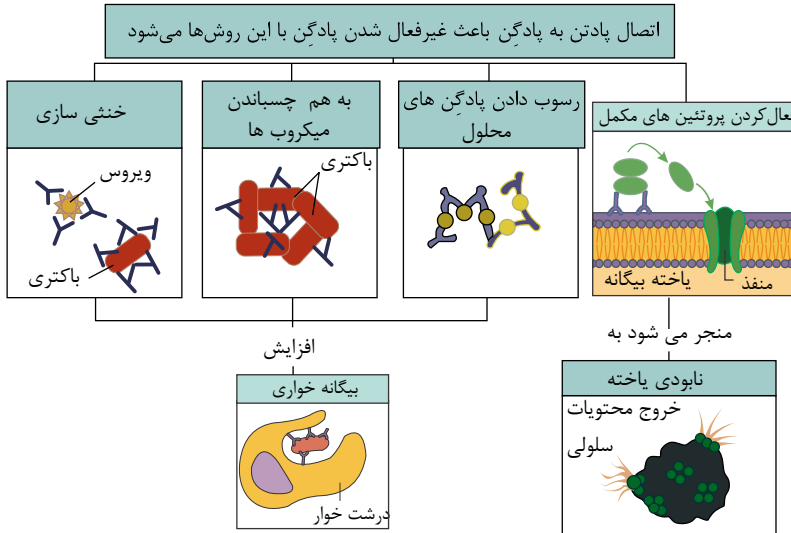 اتصال پادتن به پادگِن باعث غیرفعال شدن پادگِن با این روش‌ها می‌شود
فعال‌کردن پروتئین های مکمل
رسوب دادن پادگِن های
محلول
به هم چسباندن
میکروب ها
خنثی سازی
باکتری
ویروس
باکتری
یاخته بیگانه
منفذ
منجر می شود به
افزایش
نابودی یاخته
خروج محتویات
سلولی
بیگانه خواری
درشت خوار